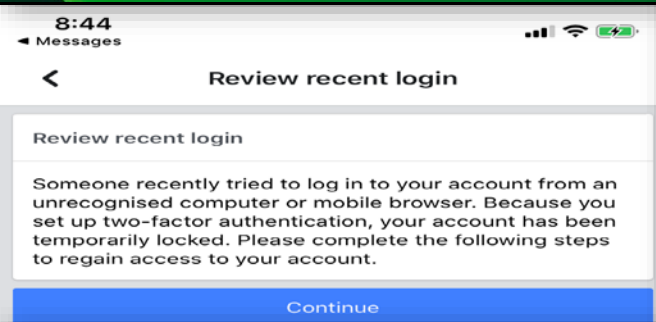 8:44
◄ Messages
Review recent login
Review recent login
Someone recently tried to log in to your account from an
unrecognised computer or mobile browser. Because you
set up two-factor authentication, your account has been
temporarily locked. Please complete the following steps
to regain access to your account.
Continue